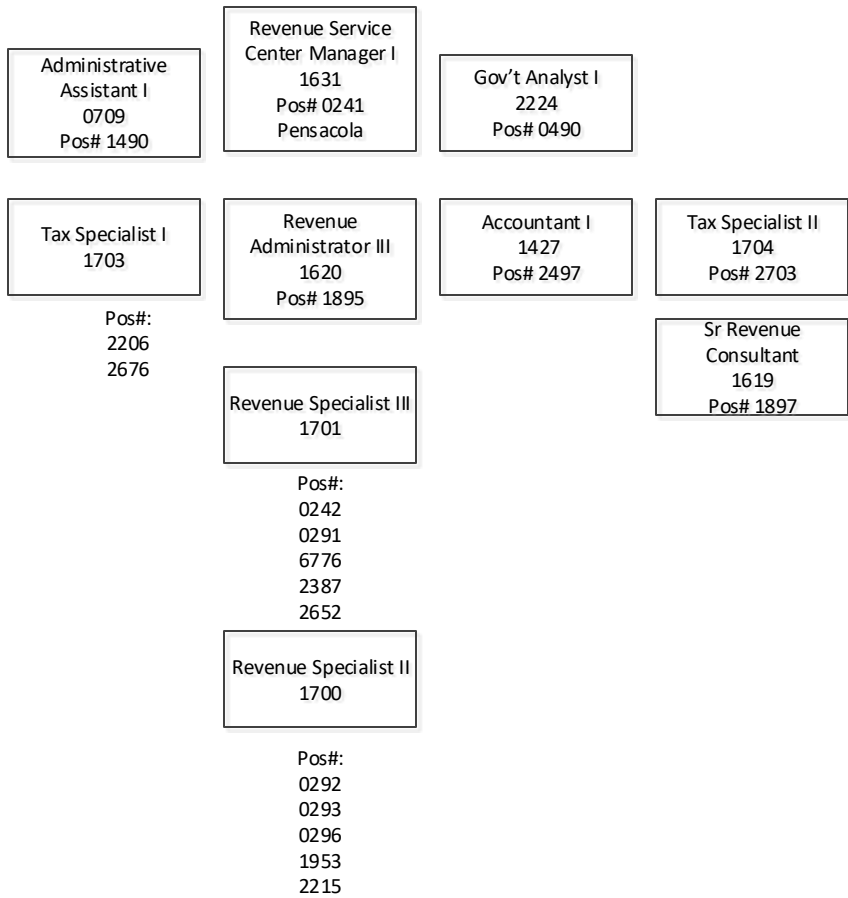 Administrative
Assistant I
0709
Pos# 1490
Revenue Service
Center Manager I
1631
Pos# 0241
Pensacola
Gov't Analyst I
2224
Pos# 0490
Tax Specialist I
1703
Pos#:
2206
2676
Revenue
Administrator III
1620
Pos# 1895
Accountant I
1427
Pos# 2497
Tax Specialist II
1704
Pos# 2703
Sr Revenue
Consultant
1619
Pos# 1897
Revenue Specialist III
1701
Pos#:
0242
0291
6776
2387
2652
Revenue Specialist II
1700
Pos#:
0292
0293
0296
1953
2215